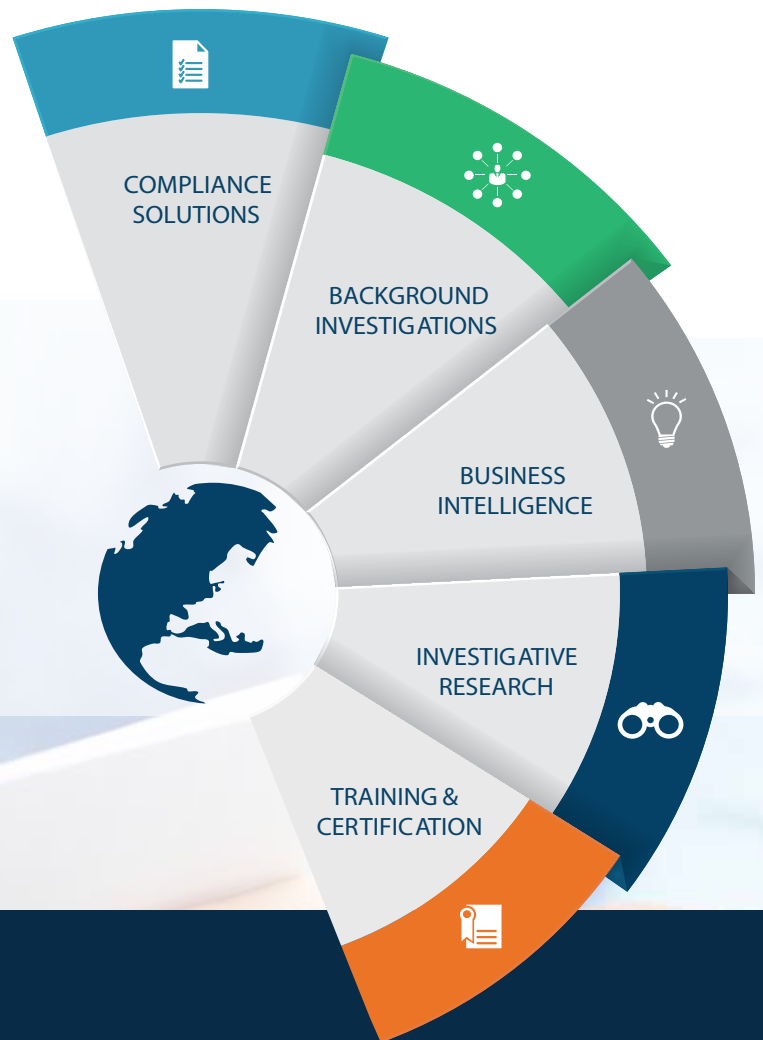 COMPLIANCE
SOLUTIONS
BACKGROUND
INVESTIGATIONS
BUSINESS
INTELLIGENCE
INVESTIGATIVE
RESEARCH
TRAINING &
CERTIFICATION